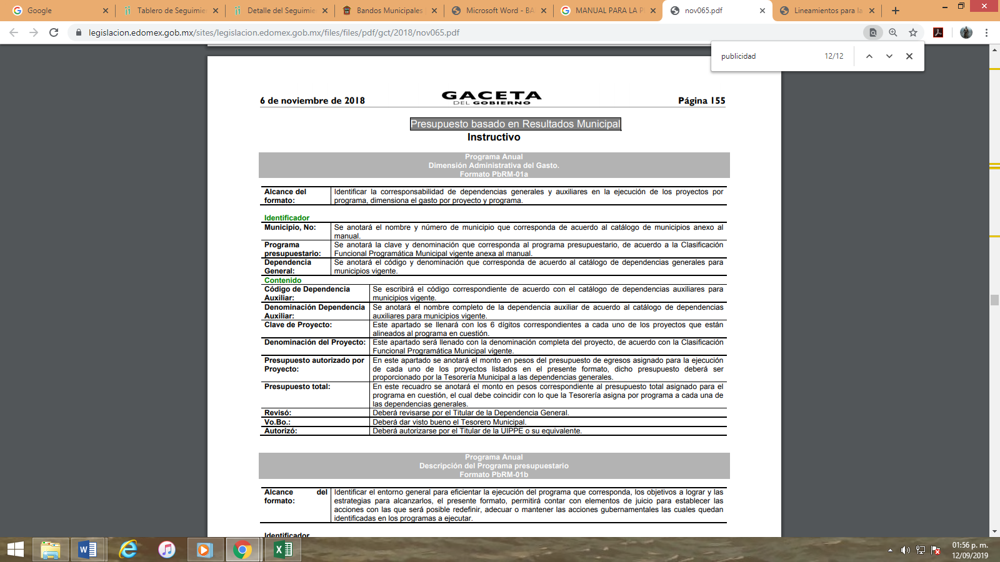 Google
Tablero de Seguimie
Detalle del Seguimie
Bandos Municipales
Microsoft Word - BA
MANUAL PARA LA P
nov065.pdf
Lineamientos para la
legislacion.edomex.gob.mx/sites/legislacion.edomex.gob.mx/files/files/pdf/gct/2018/nov065.pdf
publicidad 12/12
6 de noviembre de 2018
GACETA
DEL GOBIERNO
Página 155
Presupuesto basado en Resultados Municipal
Instructivo
Programa Anual
Dimensión Administrativa del Gasto.
Formato PbRM-01a
Alcance del formato: Identificar la corresponsabilidad de dependencias generales y auxiliares en la ejecución de los proyectos por
programa, dimensiona el gasto por proyecto y programa.
Identificador
Municipio, No: Se anotará el nombre y número de municipio que corresponda de acuerdo al catálogo de municipios anexo al
manual.
Programa presupuestario: Se anotará la clave y denominación que corresponda al programa presupuestario, de acuerdo a la Clasificación
Funcional Programática Municipal vigente anexa al manual.
Dependencia General: Se anotará el código y denominación que corresponda de acuerdo al catálogo de dependencias generales para
municipios vigente.
Contenido
Código de Dependencia Auxiliar: Se escribirá el código correspondiente de acuerdo con el catálogo de dependencias auxiliares para
municipios vigente.
Denominación Dependencia Auxiliar: Se anotará el nombre completo de la dependencia auxiliar de acuerdo al catálogo de dependencias
auxiliares para municipios vigente.
Clave de Proyecto: Este apartado se llenará con los 6 dígitos correspondientes a cada uno de los proyectos que están
alineados al programa en cuestión.
Denominación del Proyecto: Este apartado será llenado con la denominación completa del proyecto, de acuerdo con la Clasificación
Funcional Programática Municipal vigente.
Presupuesto autorizado por Proyecto: En este apartado se anotará el monto en pesos del presupuesto de egresos asignado para la ejecución
de cada uno de los proyectos listados en el presente formato, dicho presupuesto deberá ser
proporcionado por la Tesorería Municipal a las dependencias generales.
Presupuesto total: En este recuadro se anotará el monto en pesos correspondiente al presupuesto total asignado para el
programa en cuestión, el cual debe coincidir con lo que la Tesorería asigna por programa a cada una de
las dependencias generales.
Revisó: Deberá revisarse por el Titular de la Dependencia General.
Vo.Bo.: Deberá dar visto bueno el Tesorero Municipal.
Autorizó: Deberá autorizarse por el Titular de la UIPPE o su equivalente.
Programa Anual
Descripción del Programa presupuestario
Formato PbRM-01b
Alcance del formato: Identificar el entorno general para eficientar la ejecución del programa que corresponda, los objetivos a lograr y las
estrategias para alcanzarlos, el presente formato, permitirá contar con elementos de juicio para establecer las
acciones con las que será posible redefinir, adecuar o mantener las acciones gubernamentales las cuales quedan
identificadas en los programas a ejecutar.
Identificador
01:56 p. m.
12/09/2019